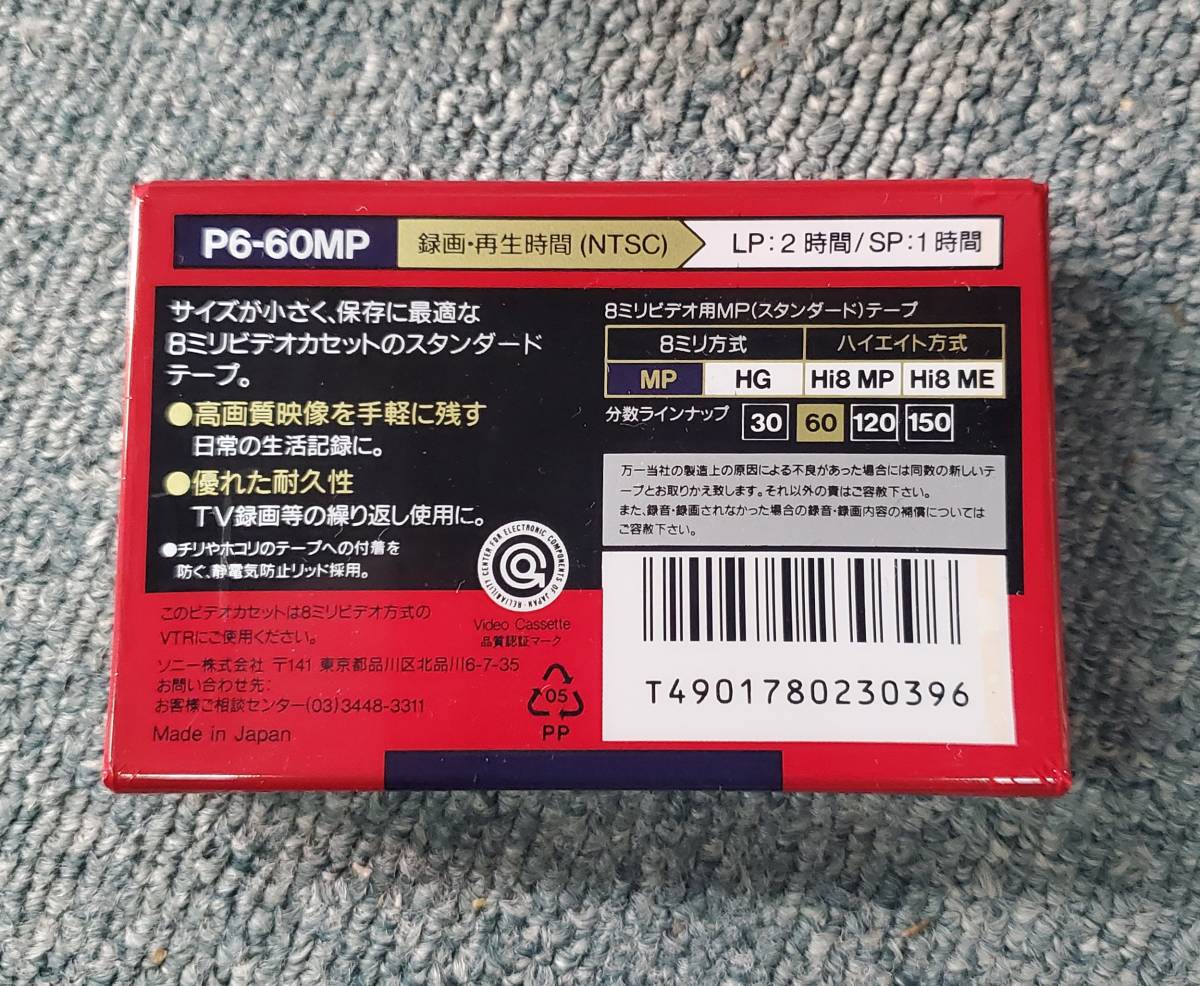 P6-60MP
録画・再生時間 (NTSC)
LP:2 時間/SP:1 時間
サイズが小さく、保存に最適な
8ミリビデオカセットのスタンダード
テープ。
●高画質映像を手軽に残す
日常の生活記録に。
●優れた耐久性
TV録画等の繰り返し使用に。
●チリやホコリのテープへの付着を
防ぐ、静電気防止リッド採用。
このビデオカセットは8ミリビデオ方式の
VTRにご使用ください。
ソニー株式会社 〒141 東京都品川区北品川6-7-35
お問い合わせ先:
お客様ご相談センター(03)3448-3311
Made in Japan
RELIABILITY CENTER FOR ELECTRONIC COMPONENTS OF JAPAN
Video Cassette
品質認証マーク
05
PP
8ミリビデオ用MP(スタンダード)テープ
8ミリ方式 ハイエイト方式
MP HG Hi8 MP Hi8 ME
分数ラインナップ 30 60 120 150
万一当社の製造上の原因による不良があった場合には同数の新しいテ
ープとお取りかえ致します。それ以外の責はご容赦下さい。
また、録音・録画されなかった場合の録音・録画内容の補償については
ご容赦下さい。
T4901780230396